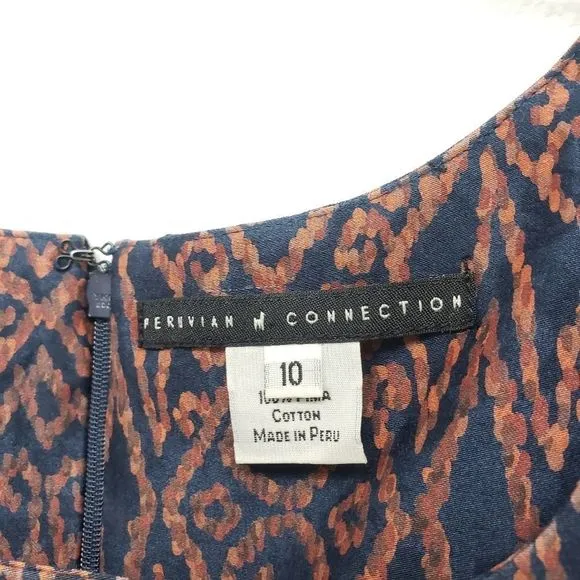 PERUVIAN CONNECTION
10
100% PIMA
COTTON
MADE IN PERU